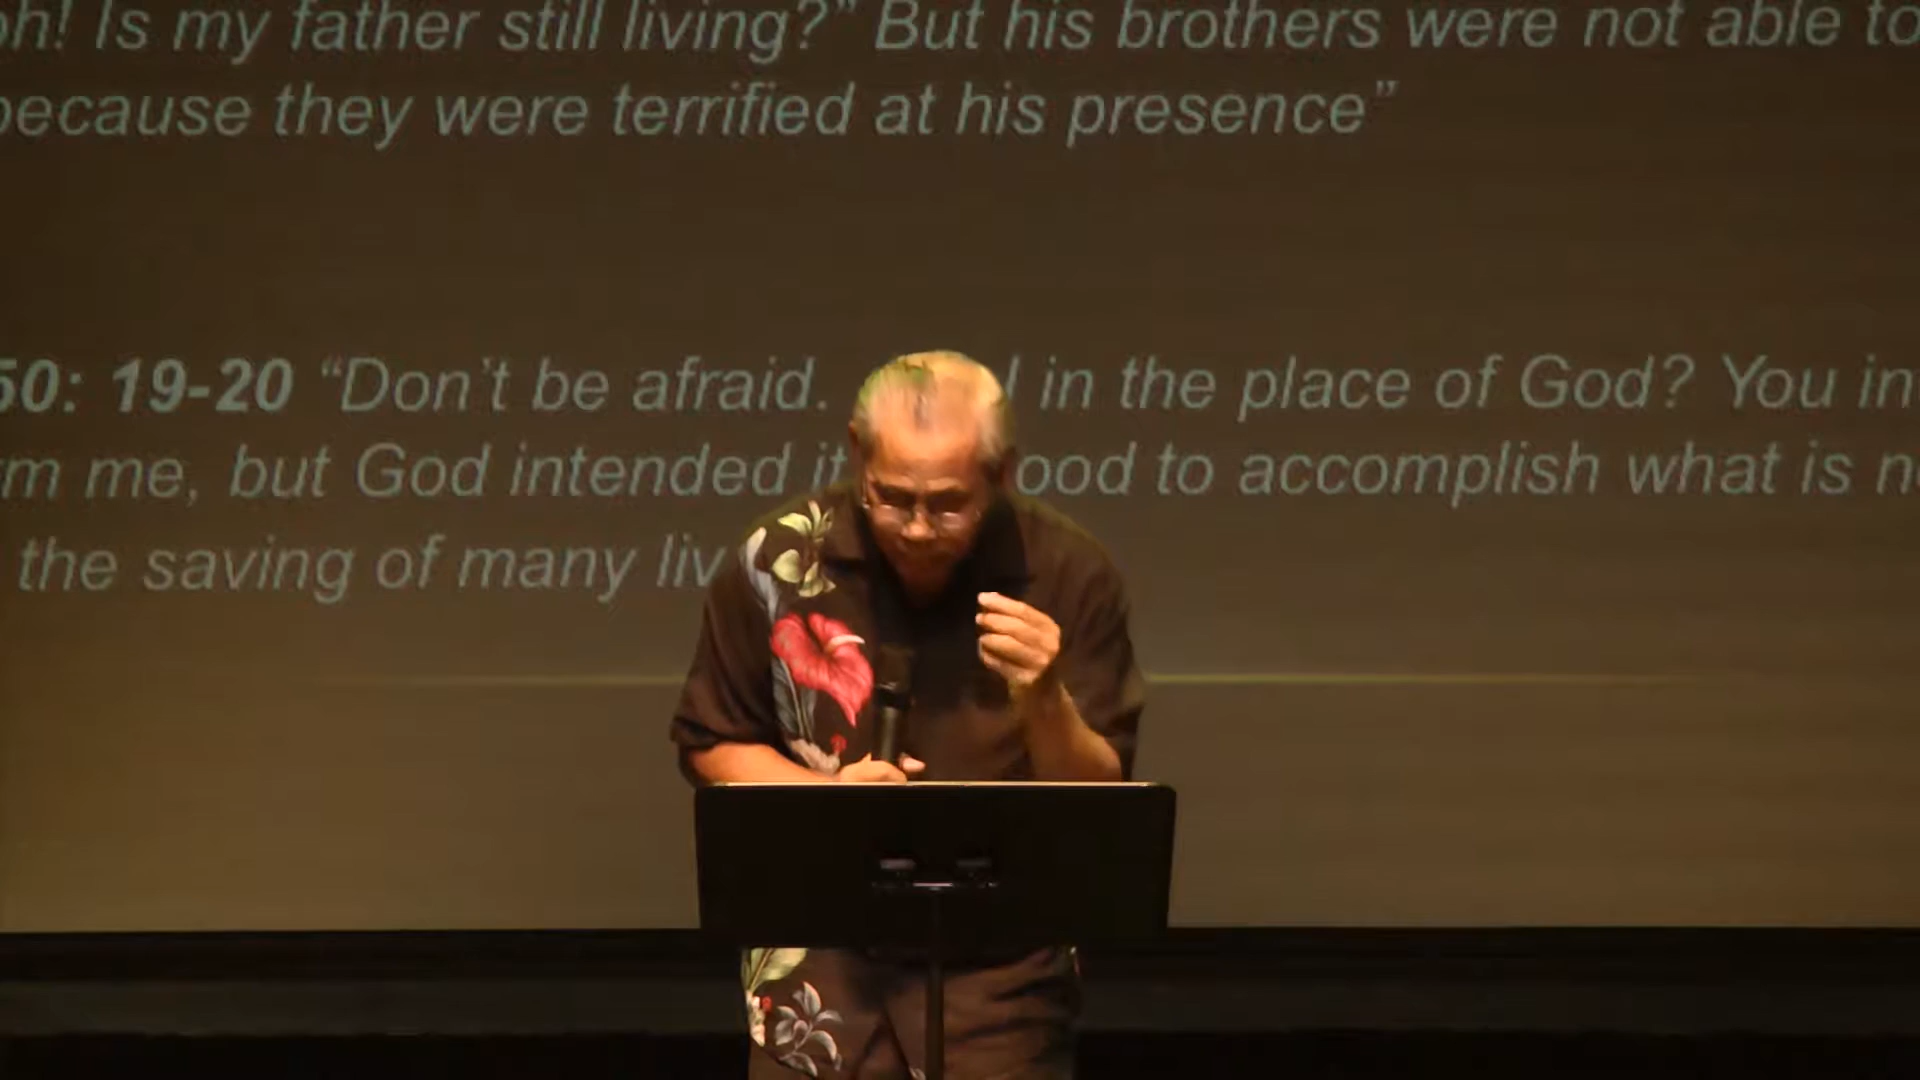 oh! Is my father still living?” But his brothers were not able to
because they were terrified at his presence”
50: 19-20 “Don’t be afraid. I in the place of God? You in
rm me, but God intended it ood to accomplish what is n
the saving of many liv